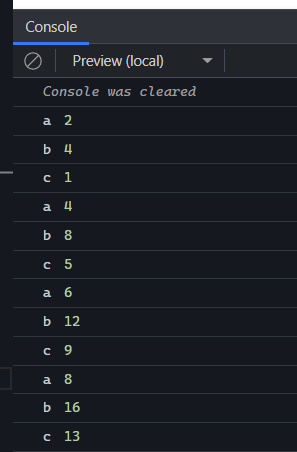 Console
Preview (local)
Console was cleared
a 2
b 4
c 1
a 4
b 8
c 5
a 6
b 12
c 9
a 8
b 16
c 13